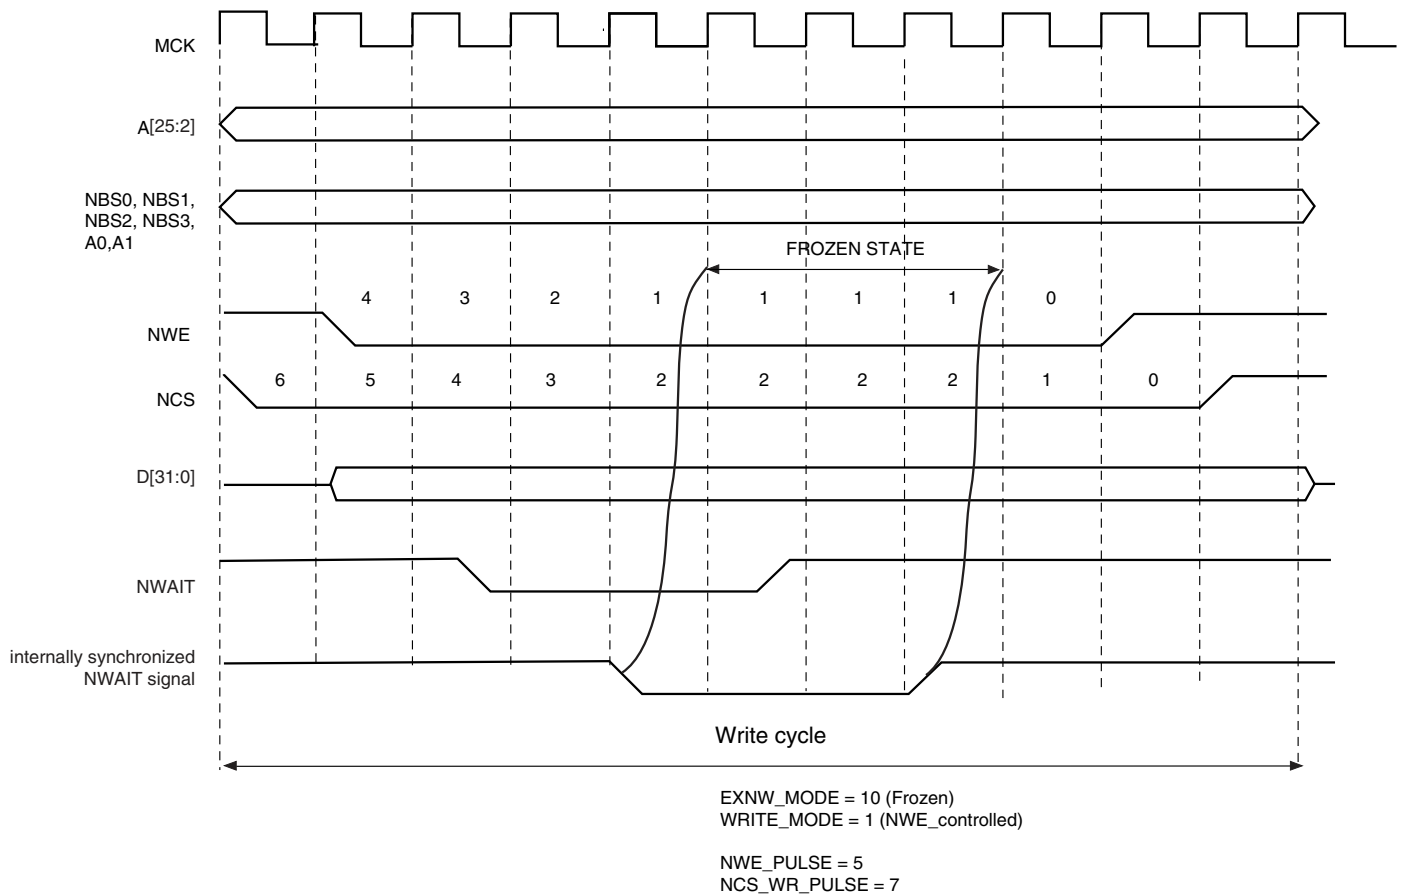 MCK
A[25:2]
NBS0, NBS1,
NBS2, NBS3,
A0,A1
FROZEN STATE
4 3 2 1 1 1 1 0
NWE
6 5 4 3 2 2 2 2 1 0
NCS
D[31:0]
NWAIT
internally synchronized
NWAIT signal
Write cycle
EXNW_MODE = 10 (Frozen)
WRITE_MODE = 1 (NWE_controlled)
NWE_PULSE = 5
NCS_WR_PULSE = 7